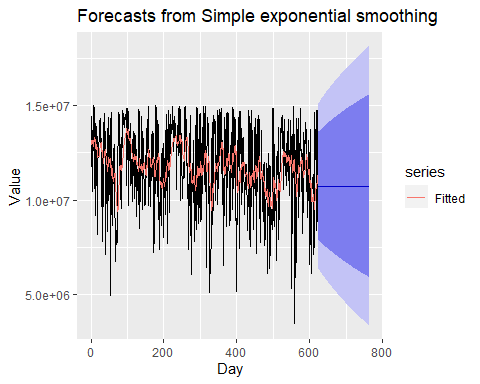 Forecasts from Simple exponential smoothing
1.5e+07
1.0e+07
5.0e+06
Value
0 200 400 600 800
Day
series
Fitted